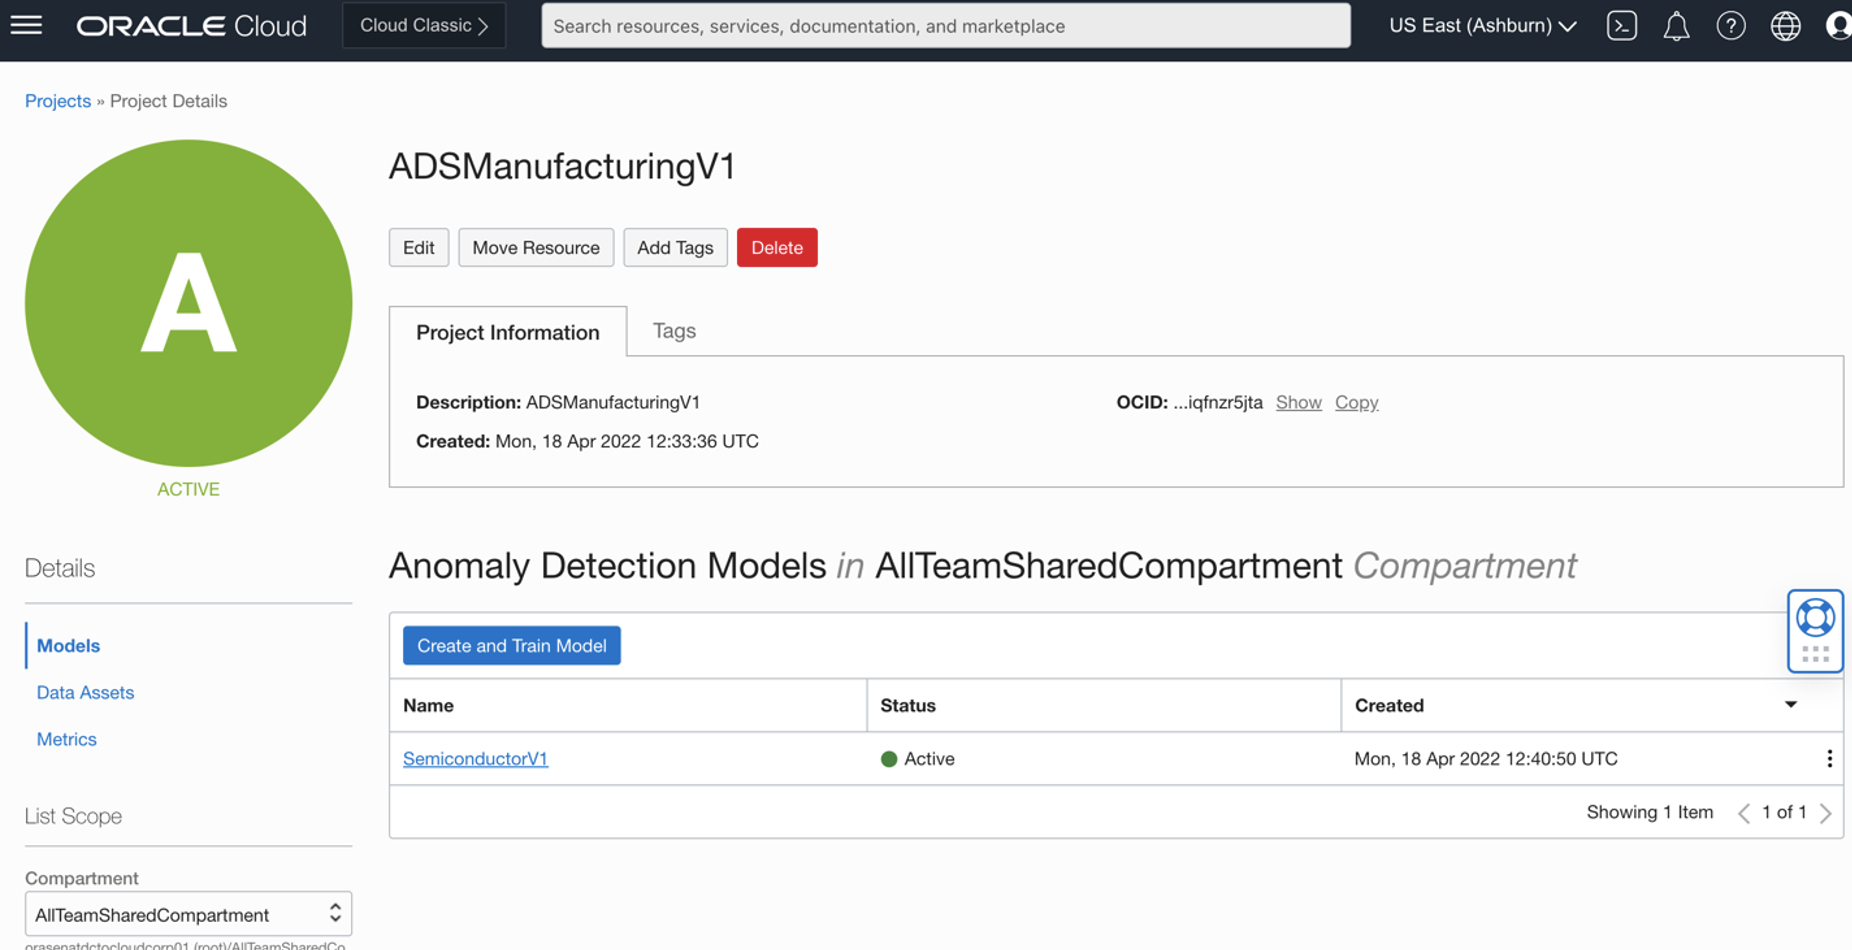 ORACLE Cloud
Cloud Classic
Search resources, services, documentation, and marketplace
US East (Ashburn)
Projects » Project Details
A
ACTIVE
ADSManufacturingV1
Edit
Move Resource
Add Tags
Delete
Project Information
Tags
Description: ADSManufacturingV1
OCID: ...iqfnzr5jta Show Copy
Created: Mon, 18 Apr 2022 12:33:36 UTC
Details
Models
Data Assets
Metrics
List Scope
Compartment
AllTeamSharedCompartment
orasenatdctocloudcorp01 (root)/AllTeamSharedCo
Anomaly Detection Models in AllTeamSharedCompartment Compartment
Create and Train Model
Name Status Created
SemiconductorV1 Active Mon, 18 Apr 2022 12:40:50 UTC
Showing 1 Item < 1 of 1 >